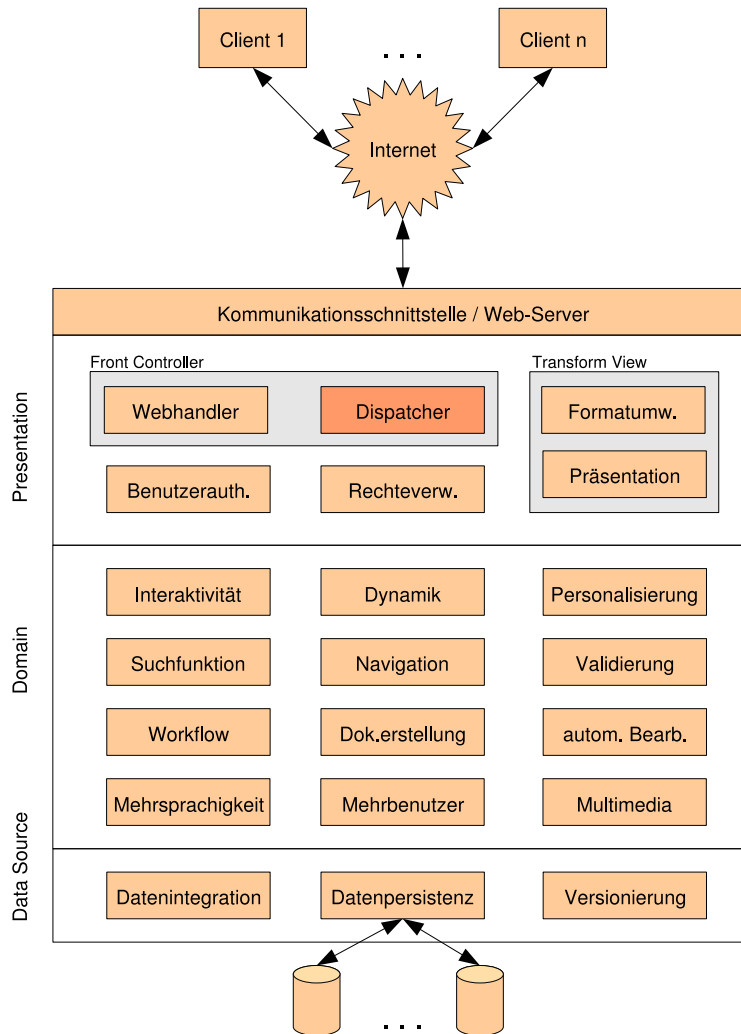 Client 1
. . .
Client n
Internet
Kommunikationsschnittstelle / Web-Server
Presentation
Front Controller
Transform View
Webhandler
Dispatcher
Formatumw.
Präsentation
Benutzerauth.
Rechteverw.
Domain
Interaktivität
Dynamik
Personalisierung
Suchfunktion
Navigation
Validierung
Workflow
Dok.erstellung
autom. Bearb.
Mehrsprachigkeit
Mehrbenutzer
Multimedia
Data Source
Datenintegration
Datenpersistenz
Versionierung
. . .